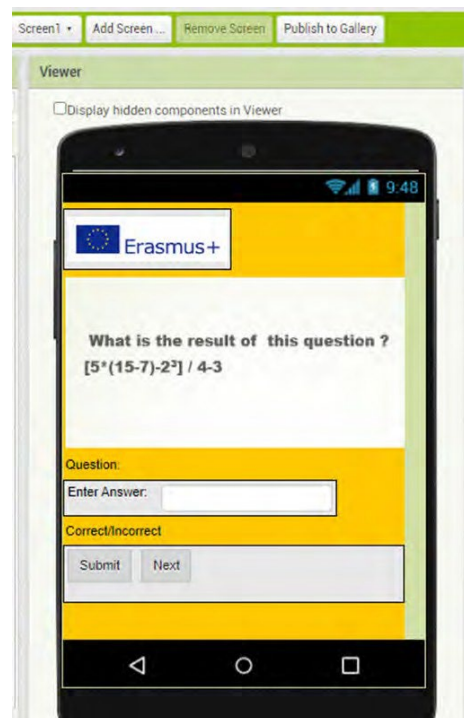 Screen1 Add Screen ... Remove Screen Publish to Gallery
Viewer
Display hidden components in Viewer
9:48
Erasmus+
What is the result of this question ?
[5*(15-7)-2³] / 4-3
Question:
Enter Answer:
Correct/Incorrect
Submit Next